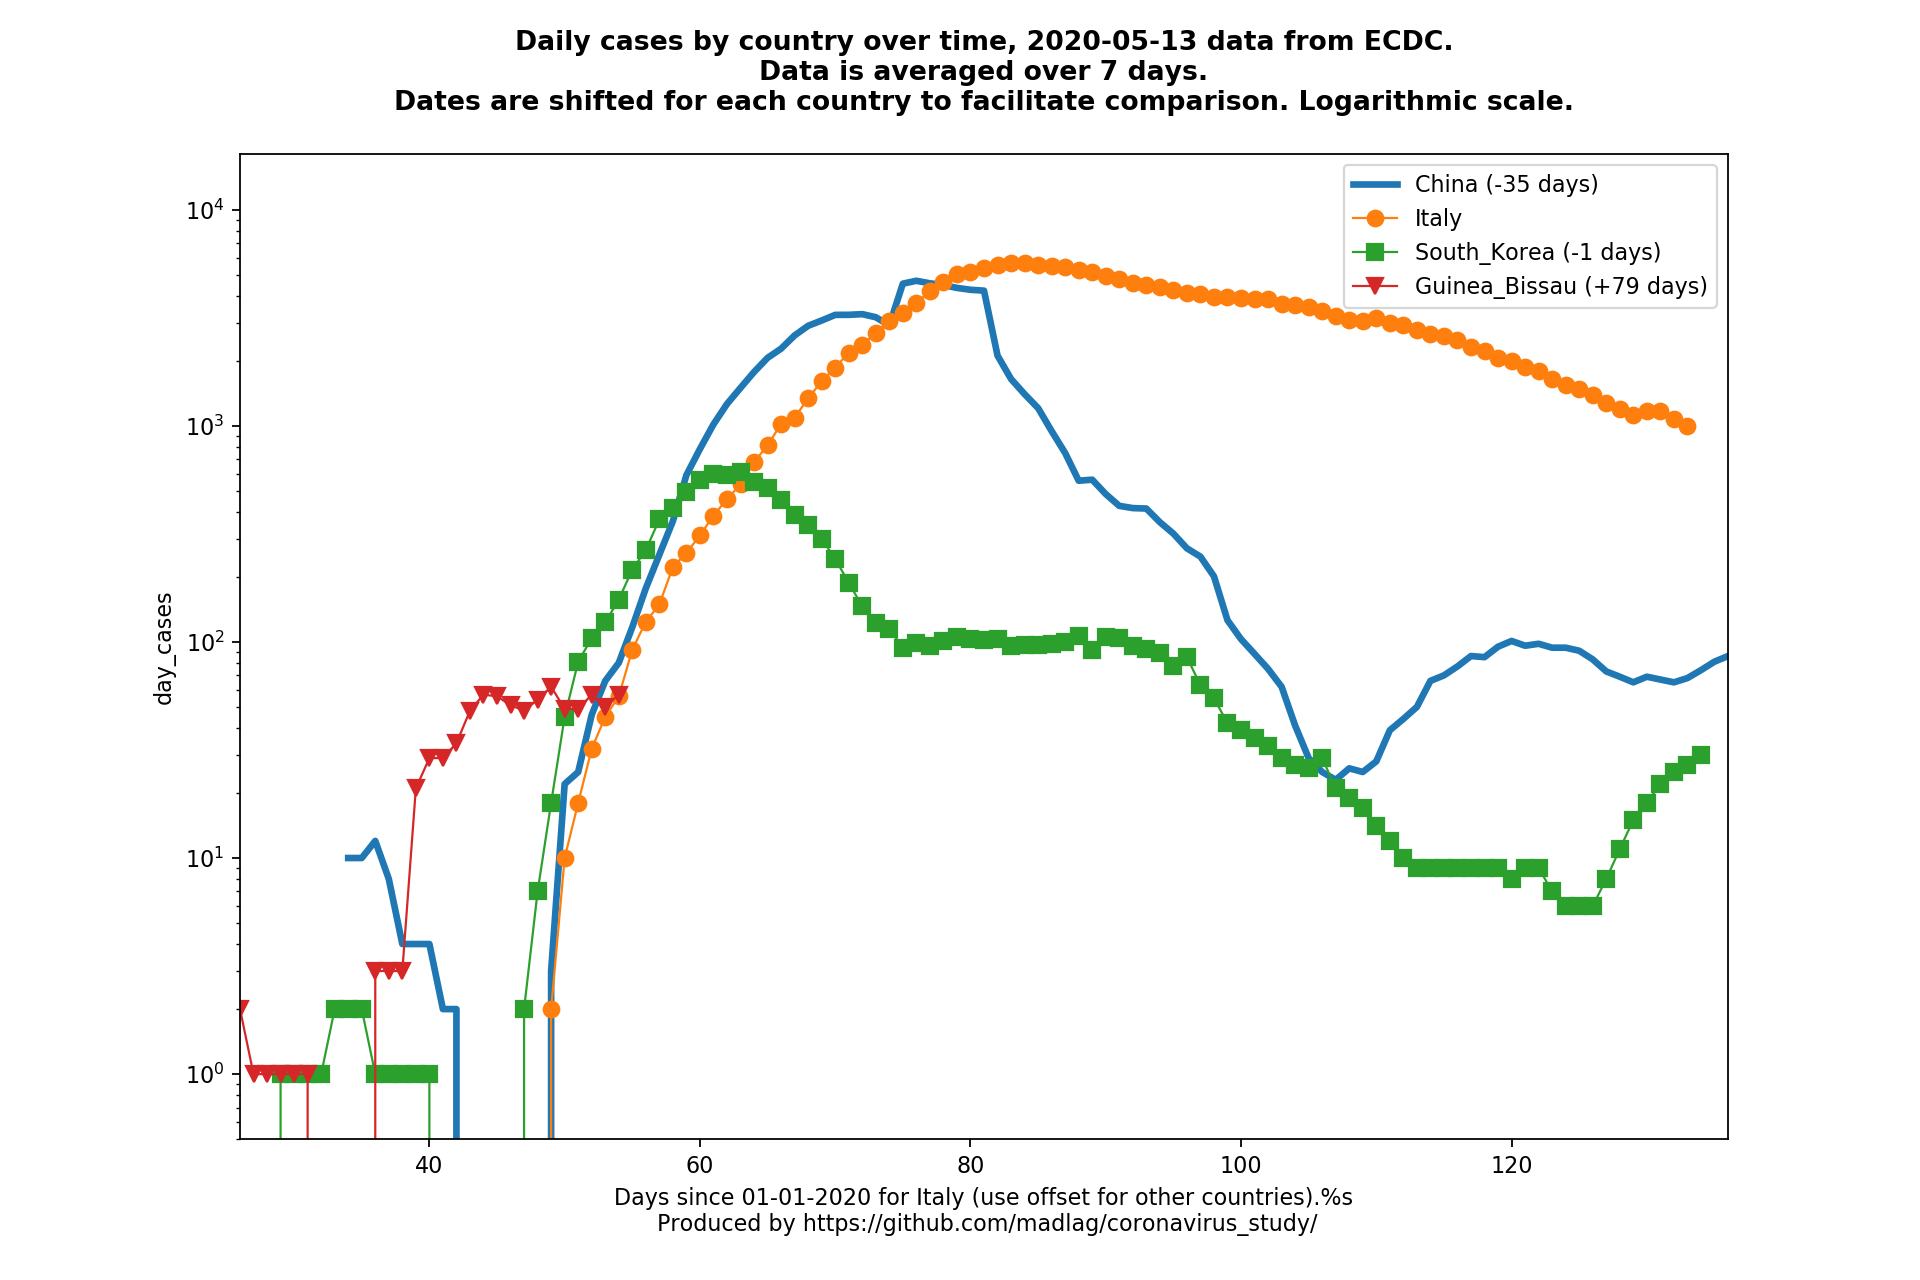 Daily cases by country over time, 2020-05-13 data from ECDC.
Data is averaged over 7 days.
Dates are shifted for each country to facilitate comparison. Logarithmic scale.
China (-35 days)
Italy
South_Korea (-1 days)
Guinea_Bissau (+79 days)
day_cases
10⁴
10³
10²
10¹
10⁰
40 60 80 100 120
Days since 01-01-2020 for Italy (use offset for other countries).%s
Produced by https://github.com/madlag/coronavirus_study/